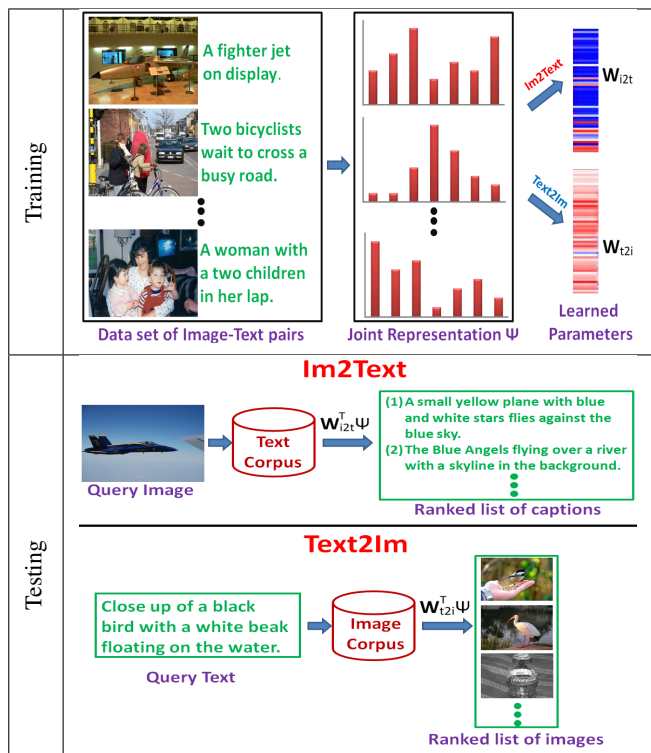 Training
A fighter jet
on display.
Two bicyclists
wait to cross a
busy road.
A woman with
a two children
in her lap.
Data set of Image-Text pairs
Joint Representation Ψ
Im2Text
W_i2t
Text2Im
W_t2i
Learned
Parameters
Testing
Im2Text
Query Image
Text
Corpus
W^T_i2t Ψ
(1) A small yellow plane with blue
and white stars flies against the
blue sky.
(2) The Blue Angels flying over a river
with a skyline in the background.
Ranked list of captions
Text2Im
Close up of a black
bird with a white beak
floating on the water.
Query Text
Image
Corpus
W^T_t2i Ψ
Ranked list of images